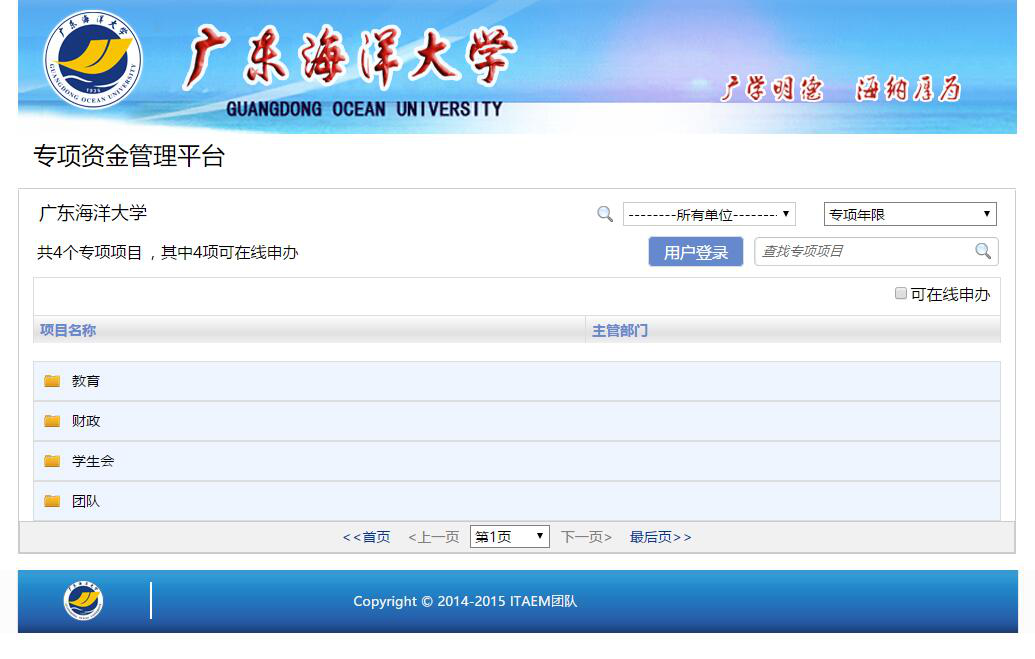 广东海洋大学
GUANGDONG OCEAN UNIVERSITY
广学明德 海纳厚为
广东海洋大学
GUANGDONG OCEAN UNIVERSITY
1935
专项资金管理平台
广东海洋大学
--------所有单位--------
专项年限
共4个专项项目，其中4项可在线申办
用户登录
查找专项项目
可在线申办
项目名称 主管部门
教育
财政
学生会
团队
<<首页 <上一页 第1页 下一页> 最后页>>
Copyright © 2014-2015 ITAEM团队